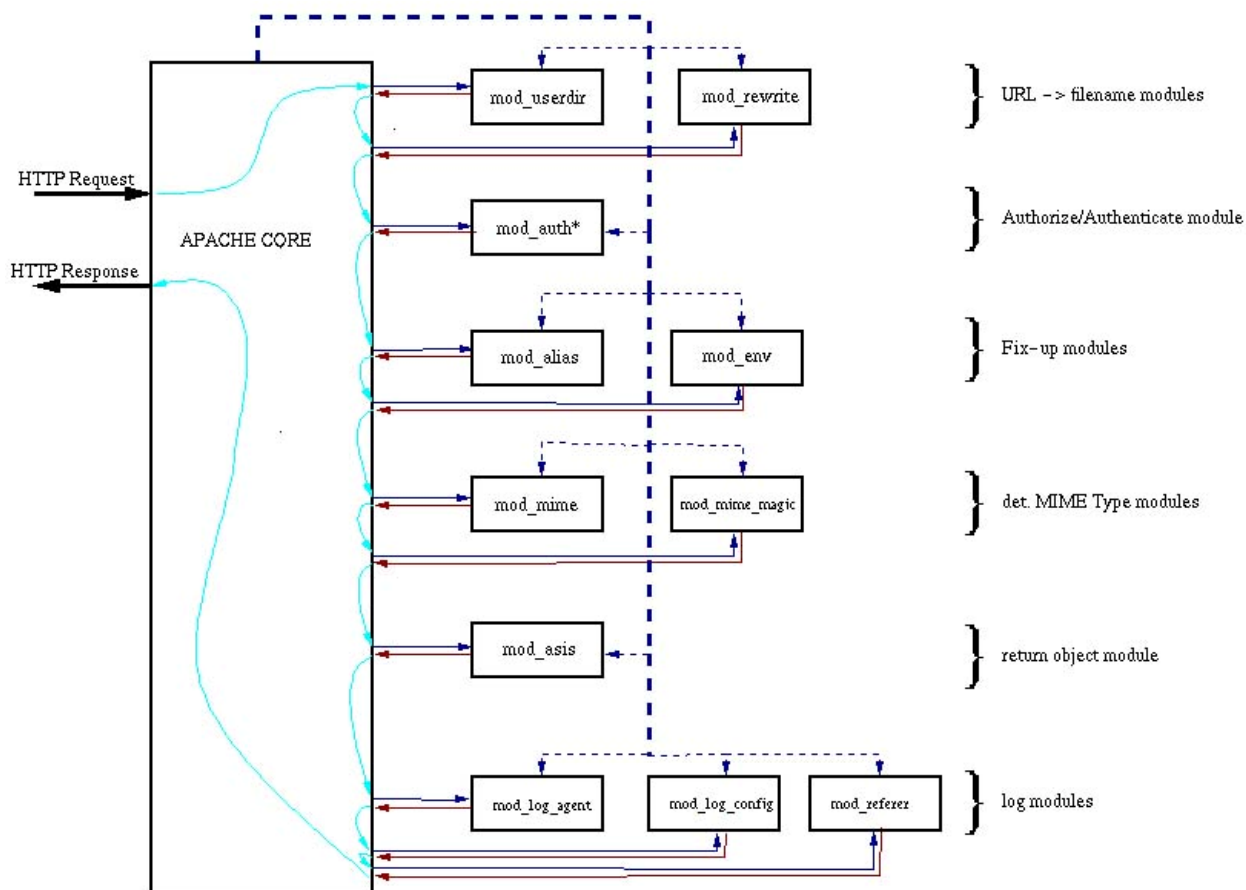 mod_userdir
mod_rewrite
URL -> filename modules
HTTP Request
APACHE CORE
mod_auth*
Authorize/Authenticate module
HTTP Response
mod_alias
mod_env
Fix-up modules
mod_mime
mod_mime_magic
det. MIME Type modules
mod_asis
return object module
mod_log_agent
mod_log_config
mod_referer
log modules